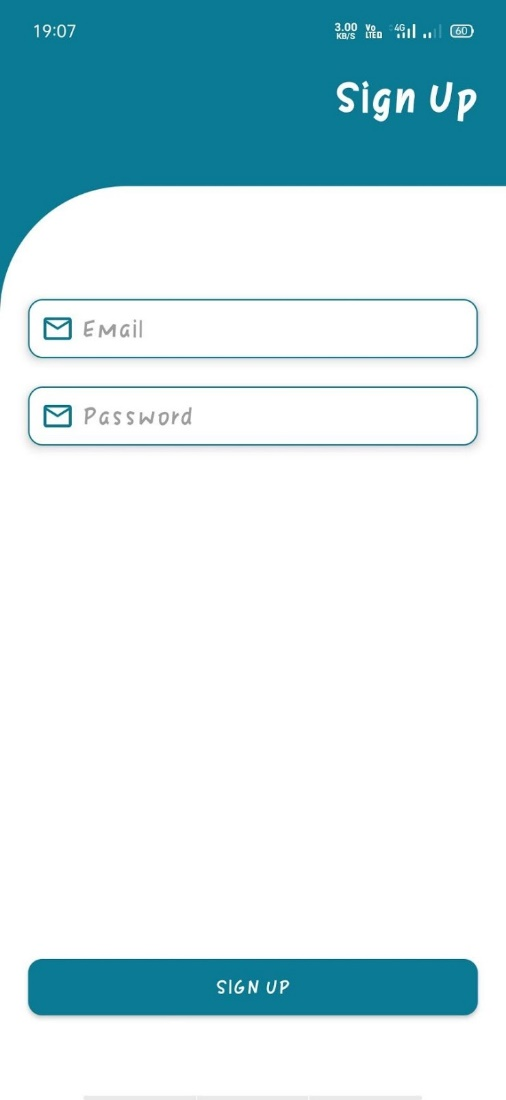 19:07 3.00 KB/S Vo LTE 4G 60
Sign Up
Email
Password
SIGN UP